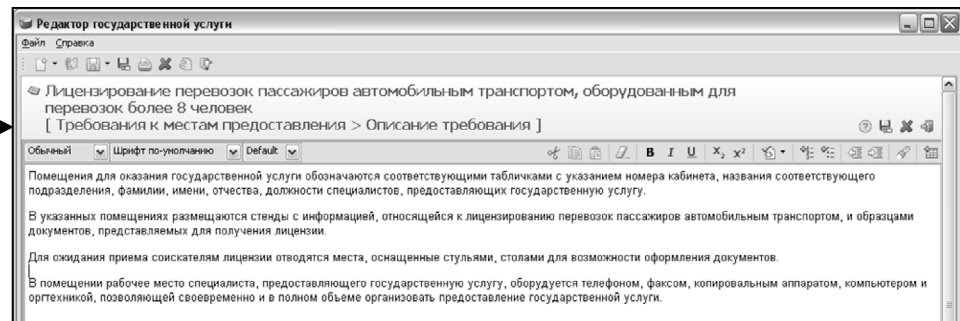 Редактор государственной услуги
Файл Справка
Лицензирование перевозок пассажиров автомобильным транспортом, оборудованным для
перевозок более 8 человек
[ Требования к местам предоставления > Описание требования ]
Обычный Шрифт по-умолчанию Default B I U X₂ x²
Помещения для оказания государственной услуги обозначаются соответствующими табличками с указанием номера кабинета, названия соответствующего
подразделения, фамилии, имени, отчества, должности специалистов, предоставляющих государственную услугу.
В указанных помещениях размещаются стенды с информацией, относящейся к лицензированию перевозок пассажиров автомобильным транспортом, и образцами
документов, представляемых для получения лицензии.
Для ожидания приема соискателям лицензии отводятся места, оснащенные стульями, столами для возможности оформления документов.
В помещении рабочее место специалиста, предоставляющего государственную услугу, оборудуется телефоном, факсом, копировальным аппаратом, компьютером и
оргтехникой, позволяющей своевременно и в полном объеме организовать предоставление государственной услуги.